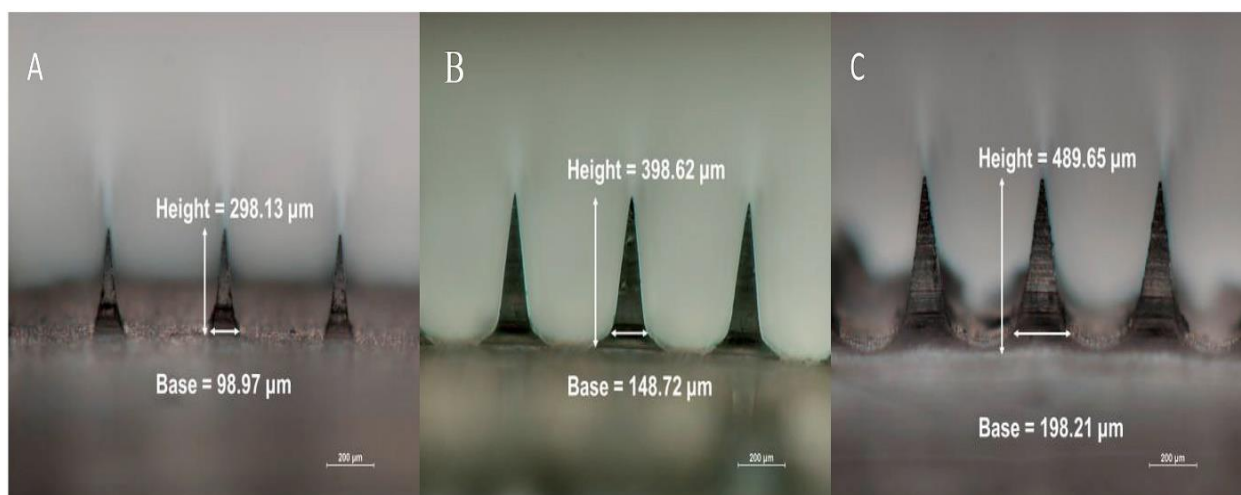 A
Height = 298.13 µm
Base = 98.97 µm
200 µm
B
Height = 398.62 µm
Base = 148.72 µm
200 µm
C
Height = 489.65 µm
Base = 198.21 µm
200 µm